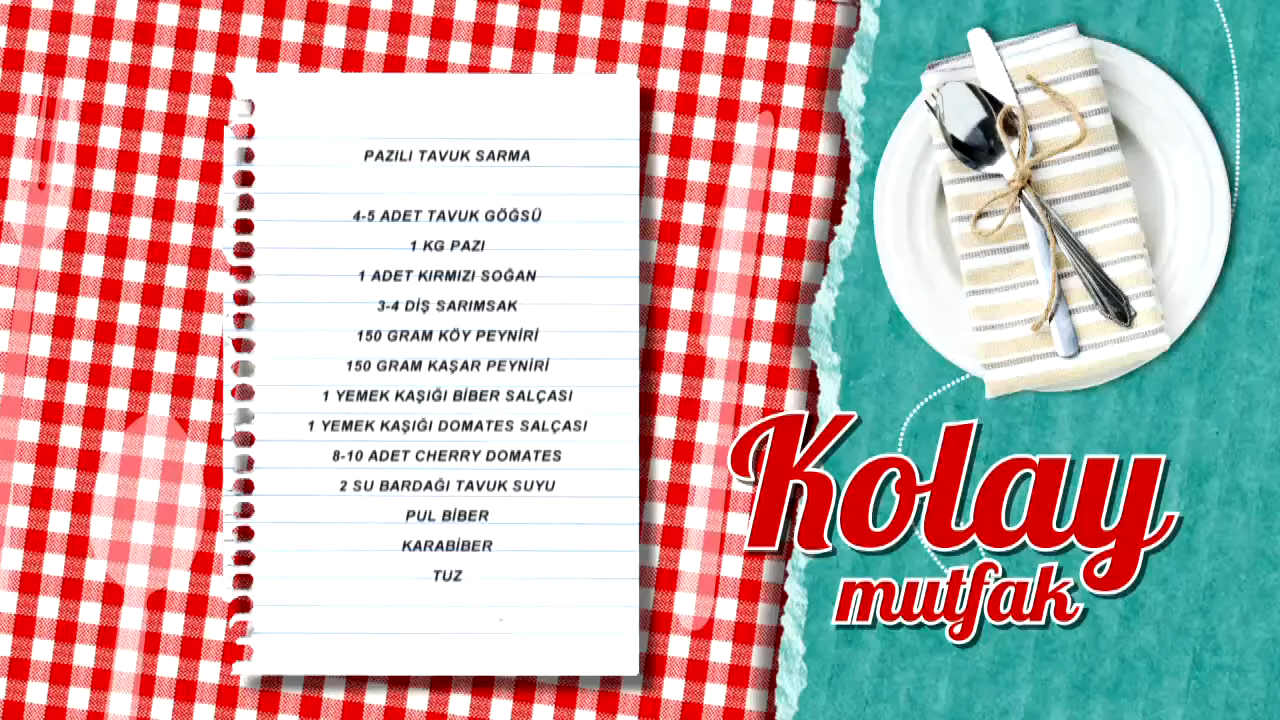 PAZILI TAVUK SARMA
4-5 ADET TAVUK GÖĞSÜ
1 KG PAZI
1 ADET KIRMIZI SOĞAN
3-4 DİŞ SARIMSAK
150 GRAM KÖY PEYNİRİ
150 GRAM KAŞAR PEYNİRİ
1 YEMEK KAŞIĞI BİBER SALÇASI
1 YEMEK KAŞIĞI DOMATES SALÇASI
8-10 ADET CHERRY DOMATES
2 SU BARDAĞI TAVUK SUYU
PUL BİBER
KARABİBER
TUZ
Kolay
mutfak